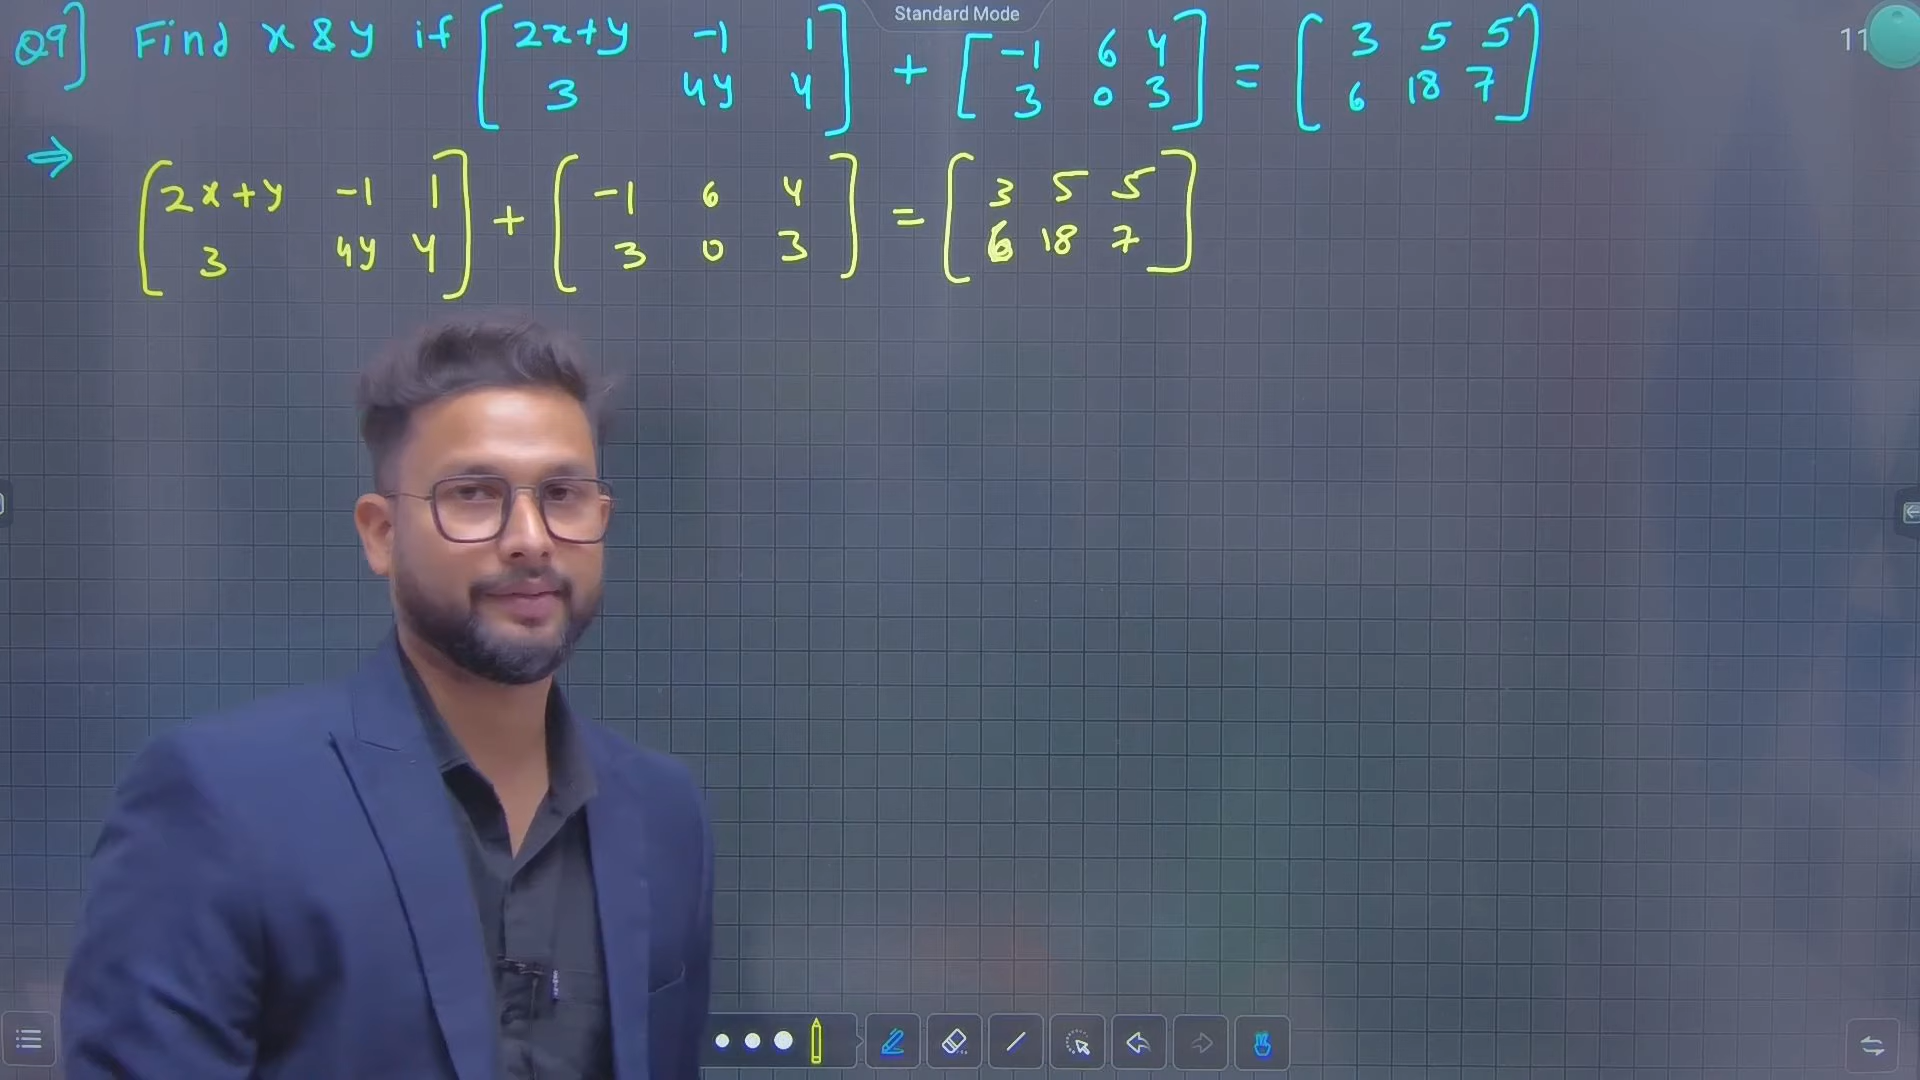 Standard Mode
11
Q9] Find x & y if [2x+y -1 1] + [-1 6 4] = [3 5 5]
[3 4y 4] [3 0 3] [6 18 7]
⇒ [2x+y -1 1] + [-1 6 4] = [3 5 5]
[3 4y 4] [3 0 3] [6 18 7]